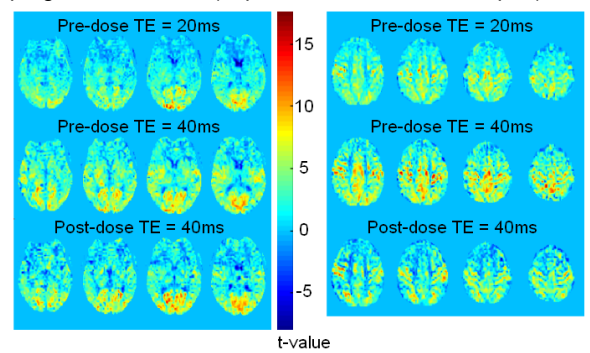 Pre-dose TE = 20ms
Pre-dose TE = 40ms
Post-dose TE = 40ms
15
10
5
0
-5
t-value
Pre-dose TE = 20ms
Pre-dose TE = 40ms
Post-dose TE = 40ms